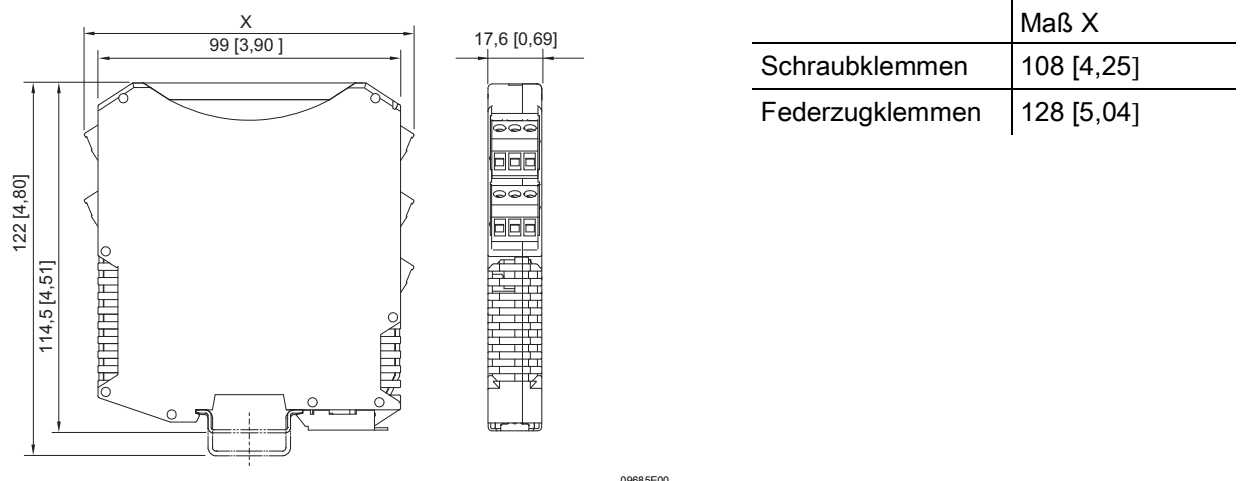 X
99 [3,90 ]
17,6 [0,69]
122 [4,80]
114,5 [4,51]
Maß X
Schraubklemmen 108 [4,25]
Federzugklemmen 128 [5,04]
09685E00